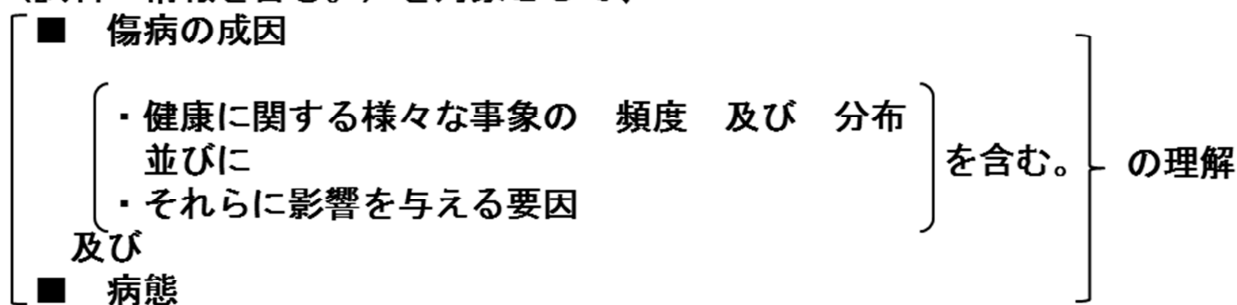 ■ 傷病の成因
・健康に関する様々な事象の 頻度 及び 分布
並びに
・それらに影響を与える要因
を含む。
の理解
及び
■ 病態